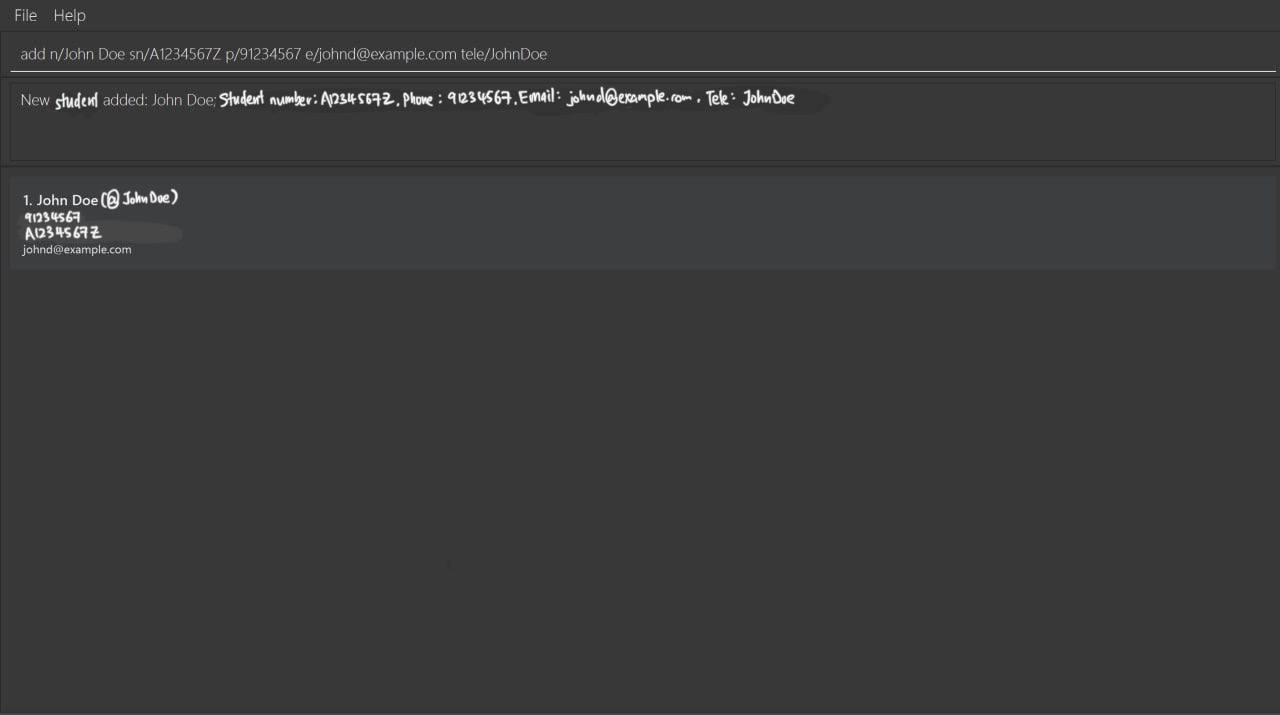 File Help
add n/John Doe sn/A1234567Z p/91234567 e/johnd@example.com tele/JohnDoe
New student added: John Doe; Student number: A1234567Z, Phone: 91234567, Email: johnd@example.com, Tele: JohnDoe
1. John Doe (@JohnDoe)
91234567
A1234567Z
johnd@example.com